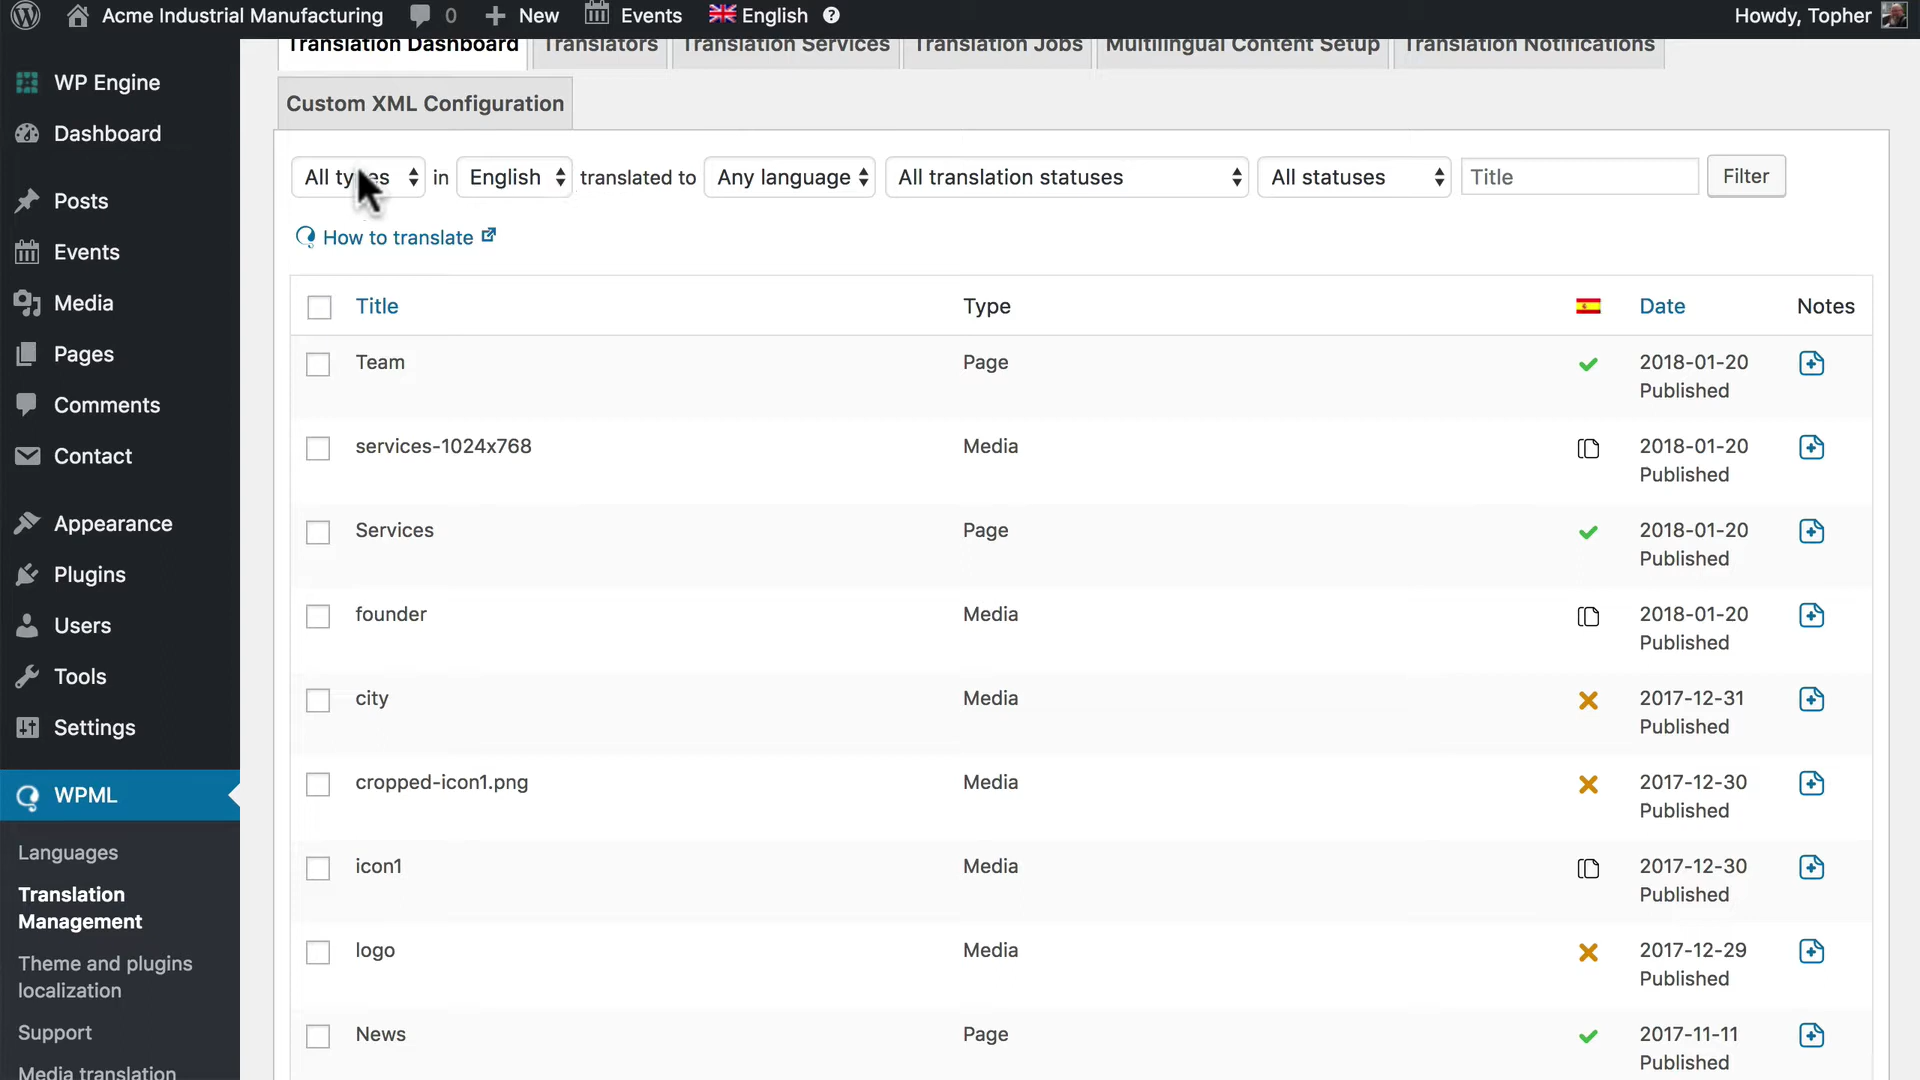 Acme Industrial Manufacturing 0 New Events English ? Howdy, Topher
Translation Dashboard Translators Translation Services Translation Jobs Multilingual Content Setup Translation Notifications
Custom XML Configuration
WP Engine
Dashboard
Posts
Events
Media
Pages
Comments
Contact
Appearance
Plugins
Users
Tools
Settings
WPML
Languages
Translation
Management
Theme and plugins
localization
Support
Media translation
All types in English translated to Any language All translation statuses All statuses Title Filter
How to translate
Title Type Date Notes
Team Page 2018-01-20
Published
services-1024x768 Media 2018-01-20
Published
Services Page 2018-01-20
Published
founder Media 2018-01-20
Published
city Media 2017-12-31
Published
cropped-icon1.png Media 2017-12-30
Published
icon1 Media 2017-12-30
Published
logo Media 2017-12-29
Published
News Page 2017-11-11
Published